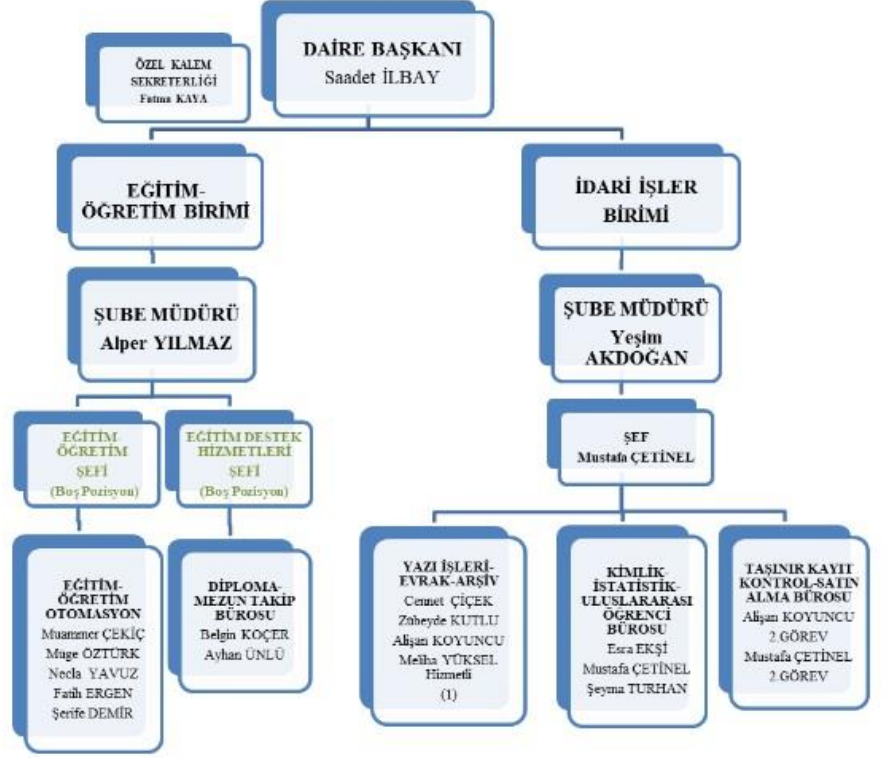 DAİRE BAŞKANI
Saadet İLBAY
ÖZEL KALEM
SEKRETERLİĞİ
Fatma KAYA
EĞİTİM-
ÖĞRETİM BİRİMİ
İDARİ İŞLER
BİRİMİ
ŞUBE MÜDÜRÜ
Alper YILMAZ
ŞUBE MÜDÜRÜ
Yeşim
AKDOĞAN
EĞİTİM-
ÖĞRETİM
ŞEFİ
(Boş Pozisyon)
EĞİTİM DESTEK
HİZMETLERİ
ŞEFİ
(Boş Pozisyon)
ŞEF
Mustafa ÇETİNEL
EĞİTİM-
ÖĞRETİM
OTOMASYON
Muammer ÇEKİÇ
Müge ÖZTÜRK
Necla YAVUZ
Fatih ERGEN
Şerife DEMİR
DİPLOMA-
MEZUN TAKİP
BÜROSU
Belgin KOÇER
Ayhan ÜNLÜ
YAZI İŞLERİ-
EVRAK-ARŞİV
Cennet ÇİÇEK
Zübeyde KUTLU
Alişan KOYUNCU
Meliha YÜKSEL
Hizmetli
(1)
KİMLİK-
İSTATİSTİK-
ULUSLARARASI
ÖĞRENCİ
BÜROSU
Esra EKŞİ
Mustafa ÇETİNEL
Şeyma TURHAN
TAŞINIR KAYIT
KONTROL-SATIN
ALMA BÜROSU
Alişan KOYUNCU
2.GÖREV
Mustafa ÇETİNEL
2.GÖREV